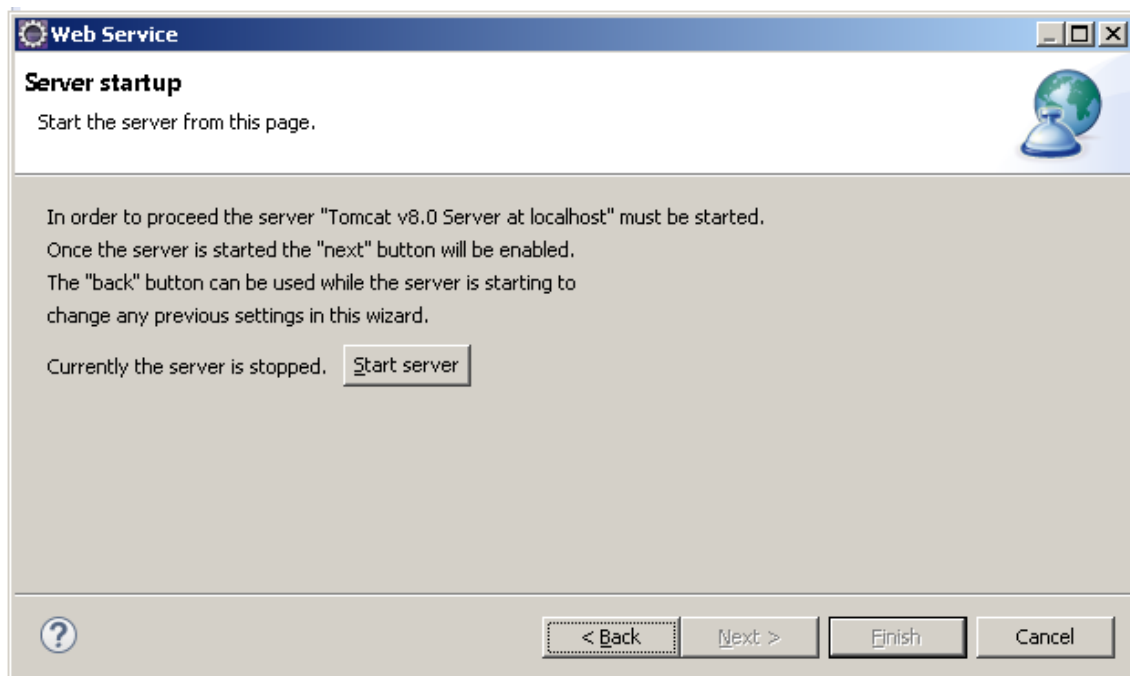 Web Service
Server startup
Start the server from this page.
In order to proceed the server "Tomcat v8.0 Server at localhost" must be started.
Once the server is started the "next" button will be enabled.
The "back" button can be used while the server is starting to
change any previous settings in this wizard.
Currently the server is stopped. Start server
? < Back Next > Finish Cancel